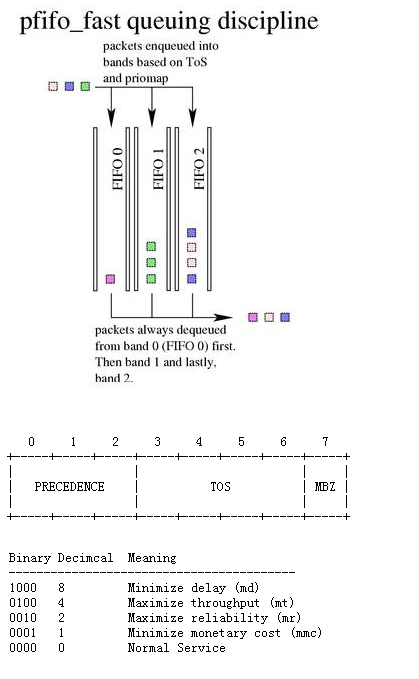 pfifo_fast queuing discipline
packets enqueued into
bands based on ToS
and priomap
FIFO 0
FIFO 1
FIFO 2
packets always dequeued
from band 0 (FIFO 0) first.
Then band 1 and lastly,
band 2.
0 1 2 3 4 5 6 7
PRECEDENCE TOS MBZ
Binary Decimcal Meaning
1000 8 Minimize delay (md)
0100 4 Maximize throughput (mt)
0010 2 Maximize reliability (mr)
0001 1 Minimize monetary cost (mmc)
0000 0 Normal Service